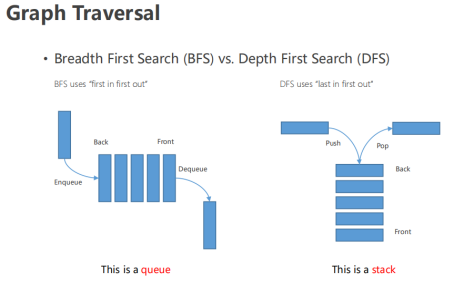 Graph Traversal
• Breadth First Search (BFS) vs. Depth First Search (DFS)
BFS uses "first in first out"
DFS uses "last in first out"
Back
Front
Enqueue
Dequeue
This is a queue
Push
Pop
Back
Front
This is a stack